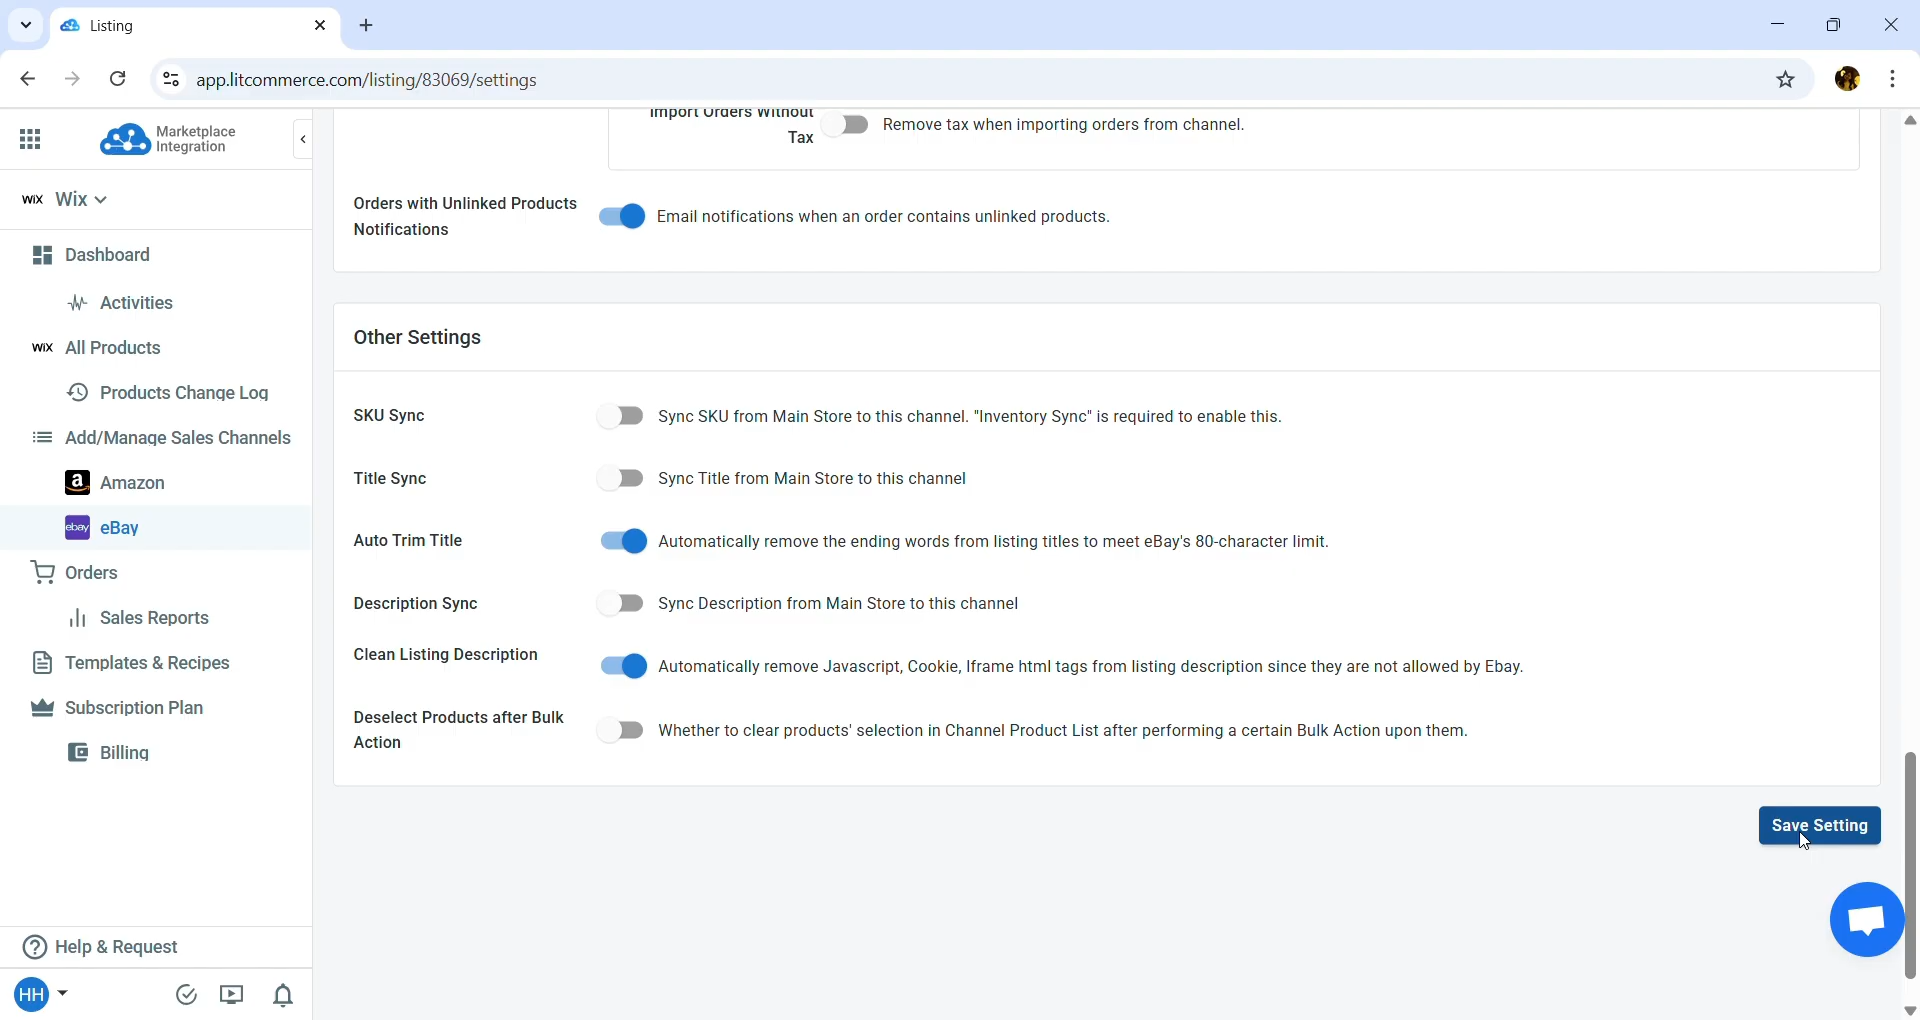 Listing
app.litcommerce.com/listing/83069/settings
Marketplace
Integration
WIX Wix
Dashboard
Activities
WIX All Products
Products Change Log
Add/Manage Sales Channels
a Amazon
ebay eBay
Orders
Sales Reports
Templates & Recipes
Subscription Plan
Billing
Help & Request
HH
Import Orders Without
Tax
Remove tax when importing orders from channel.
Orders with Unlinked Products
Notifications
Email notifications when an order contains unlinked products.
Other Settings
SKU Sync
Sync SKU from Main Store to this channel. "Inventory Sync" is required to enable this.
Title Sync
Sync Title from Main Store to this channel
Auto Trim Title
Automatically remove the ending words from listing titles to meet eBay's 80-character limit.
Description Sync
Sync Description from Main Store to this channel
Clean Listing Description
Automatically remove Javascript, Cookie, Iframe html tags from listing description since they are not allowed by Ebay.
Deselect Products after Bulk
Action
Whether to clear products' selection in Channel Product List after performing a certain Bulk Action upon them.
Save Setting